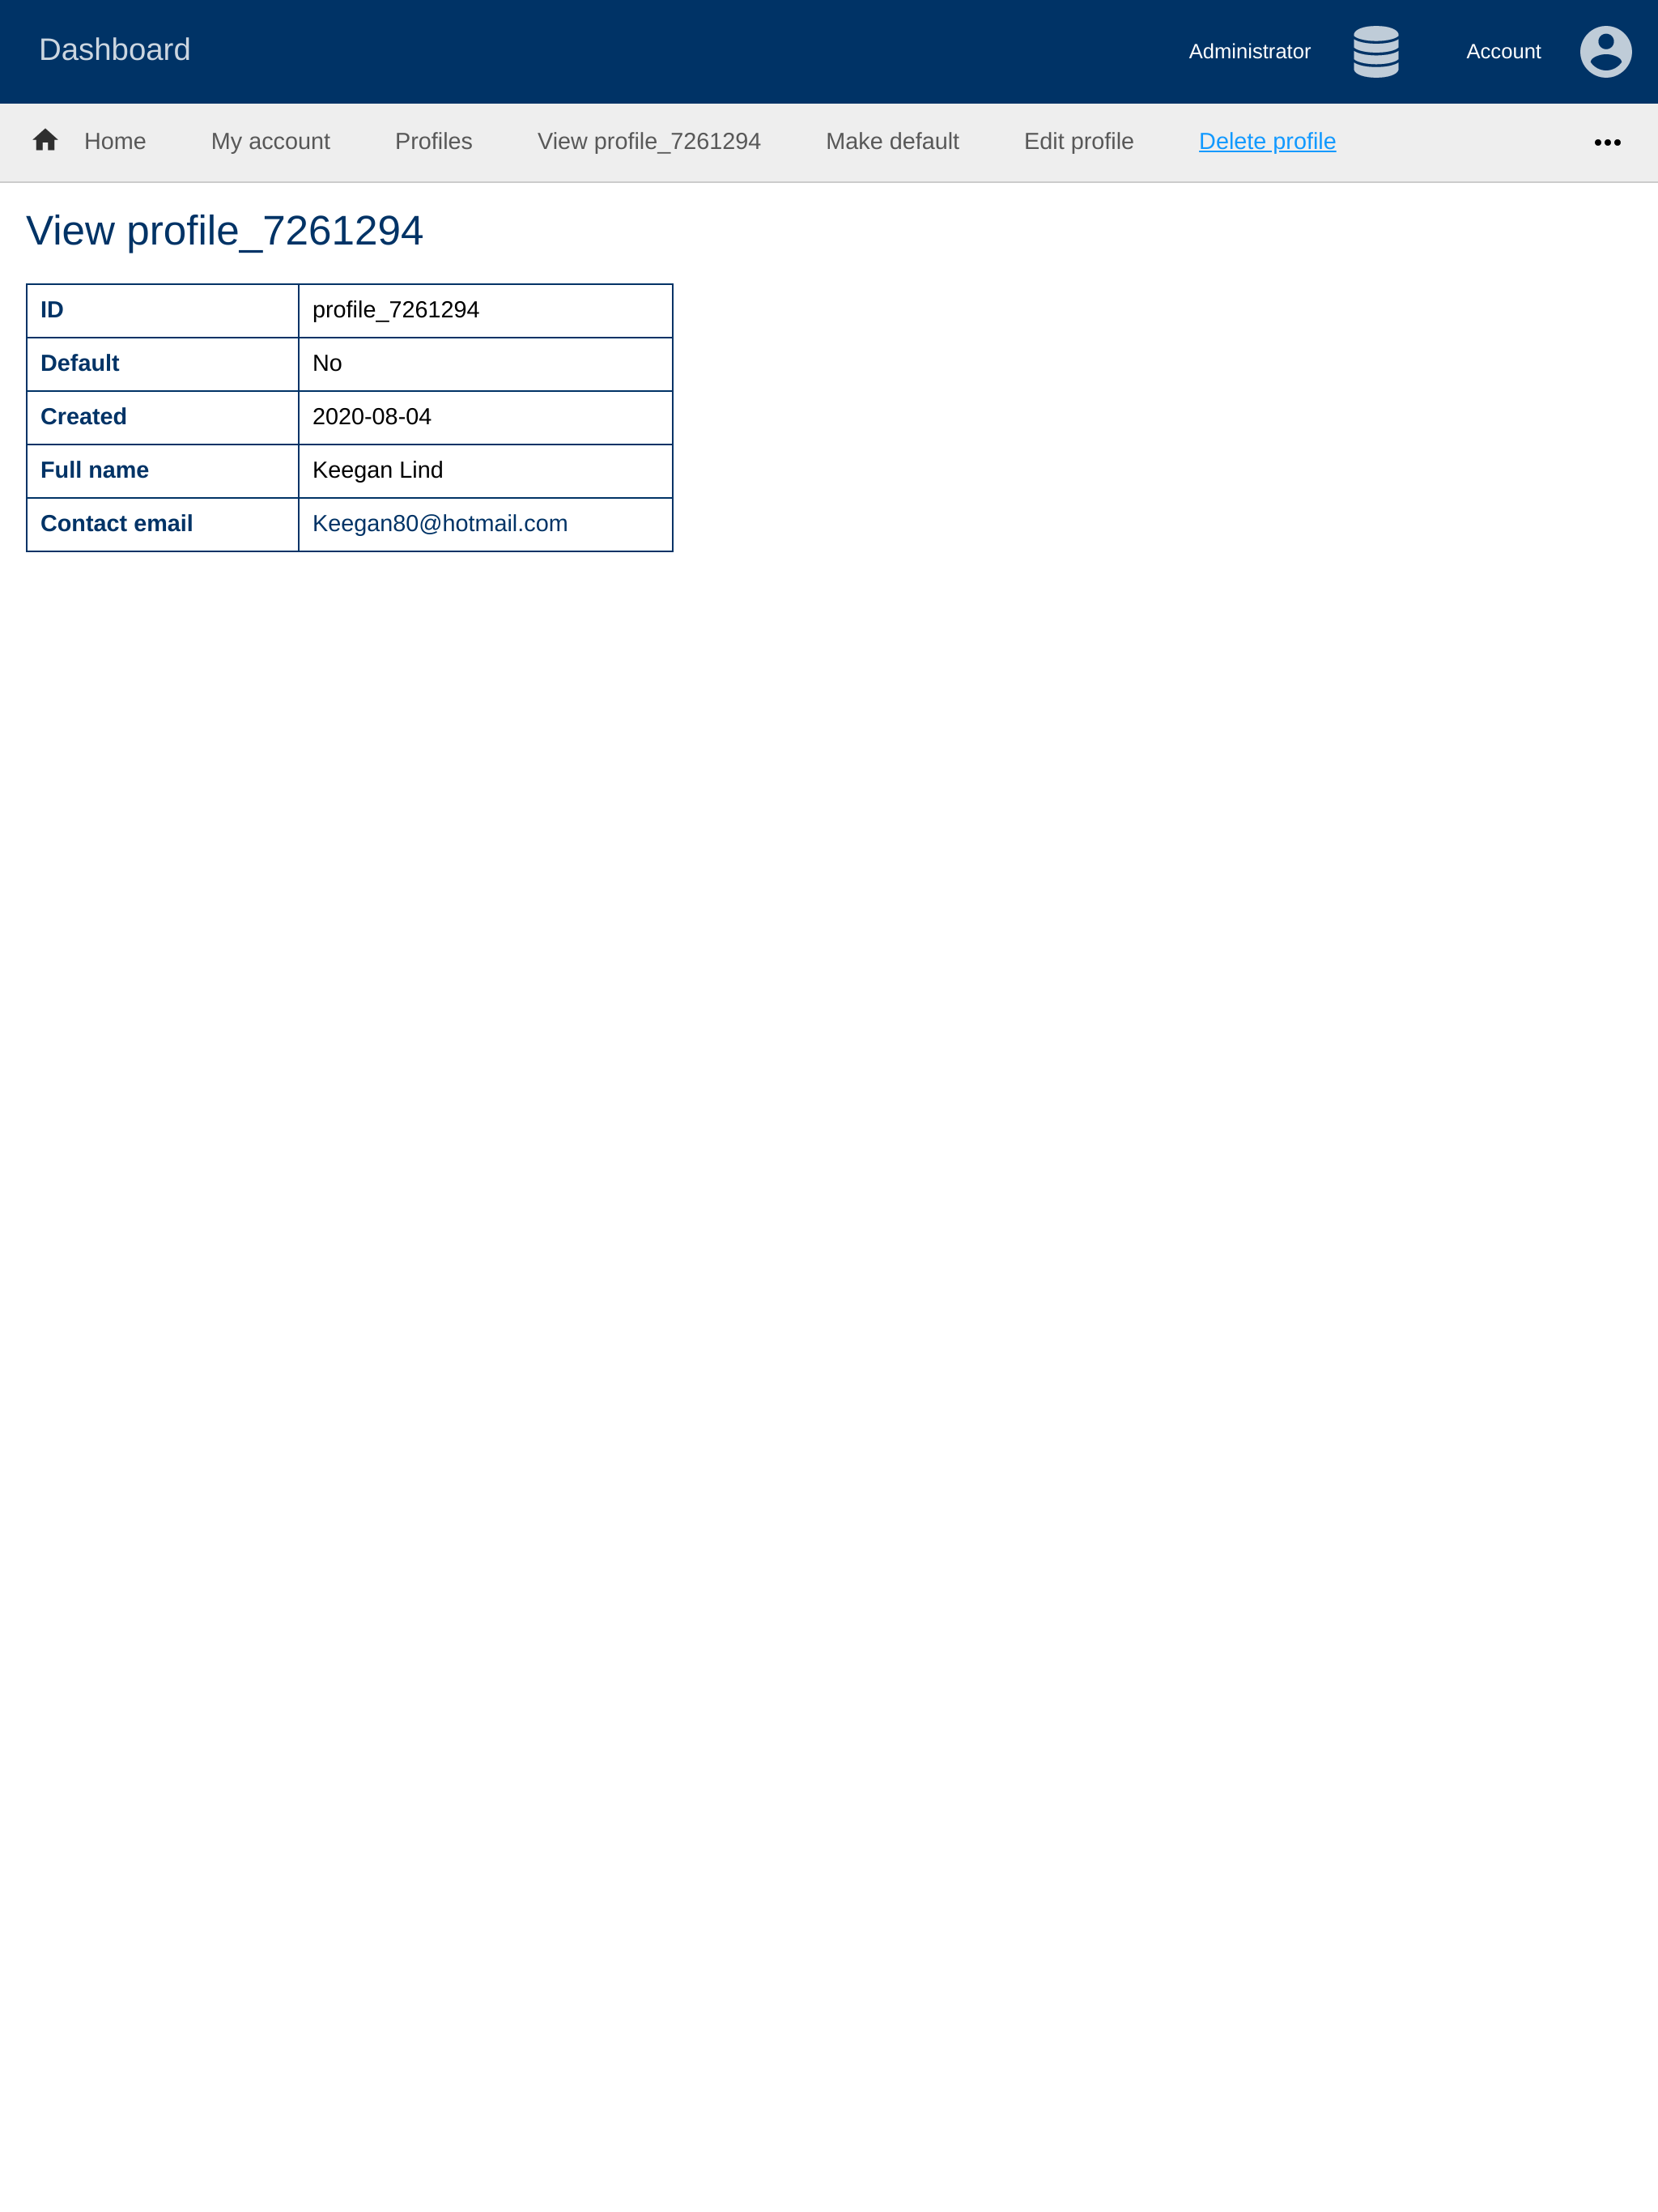 Dashboard
Administrator
Account
Home
My account
Profiles
View profile_7261294
Make default
Edit profile
Delete profile
View profile_7261294
ID profile_7261294
Default No
Created 2020-08-04
Full name Keegan Lind
Contact email Keegan80@hotmail.com